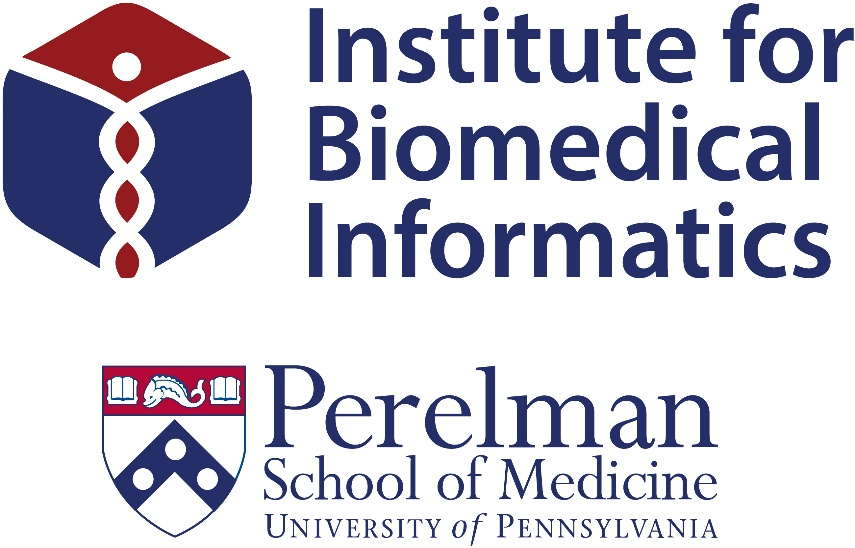 Institute for
Biomedical
Informatics
Perelman
School of Medicine
UNIVERSITY of PENNSYLVANIA